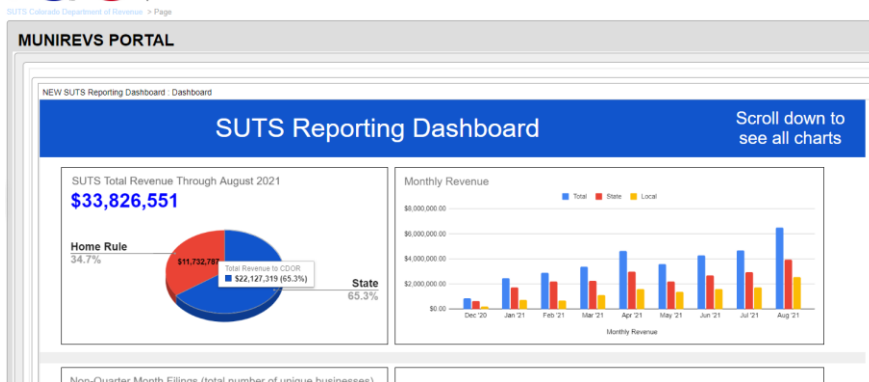 SUTS Colorado Department of Revenue > Page
MUNIREVS PORTAL
NEW SUTS Reporting Dashboard : Dashboard
SUTS Reporting Dashboard
Scroll down to
see all charts
SUTS Total Revenue Through August 2021
$33,826,551
Home Rule
34.7%
$11,732,787
Total Revenue to CDOR
$22,127,319 (65.3%)
State
65.3%
Monthly Revenue
Total State Local
$8,000,000.00
$6,000,000.00
$4,000,000.00
$2,000,000.00
$0.00
Dec '20 Jan '21 Feb '21 Mar '21 Apr '21 May '21 Jun '21 Jul '21 Aug '21
Monthly Revenue
Non-Quarter Month Filings (total number of unique businesses)